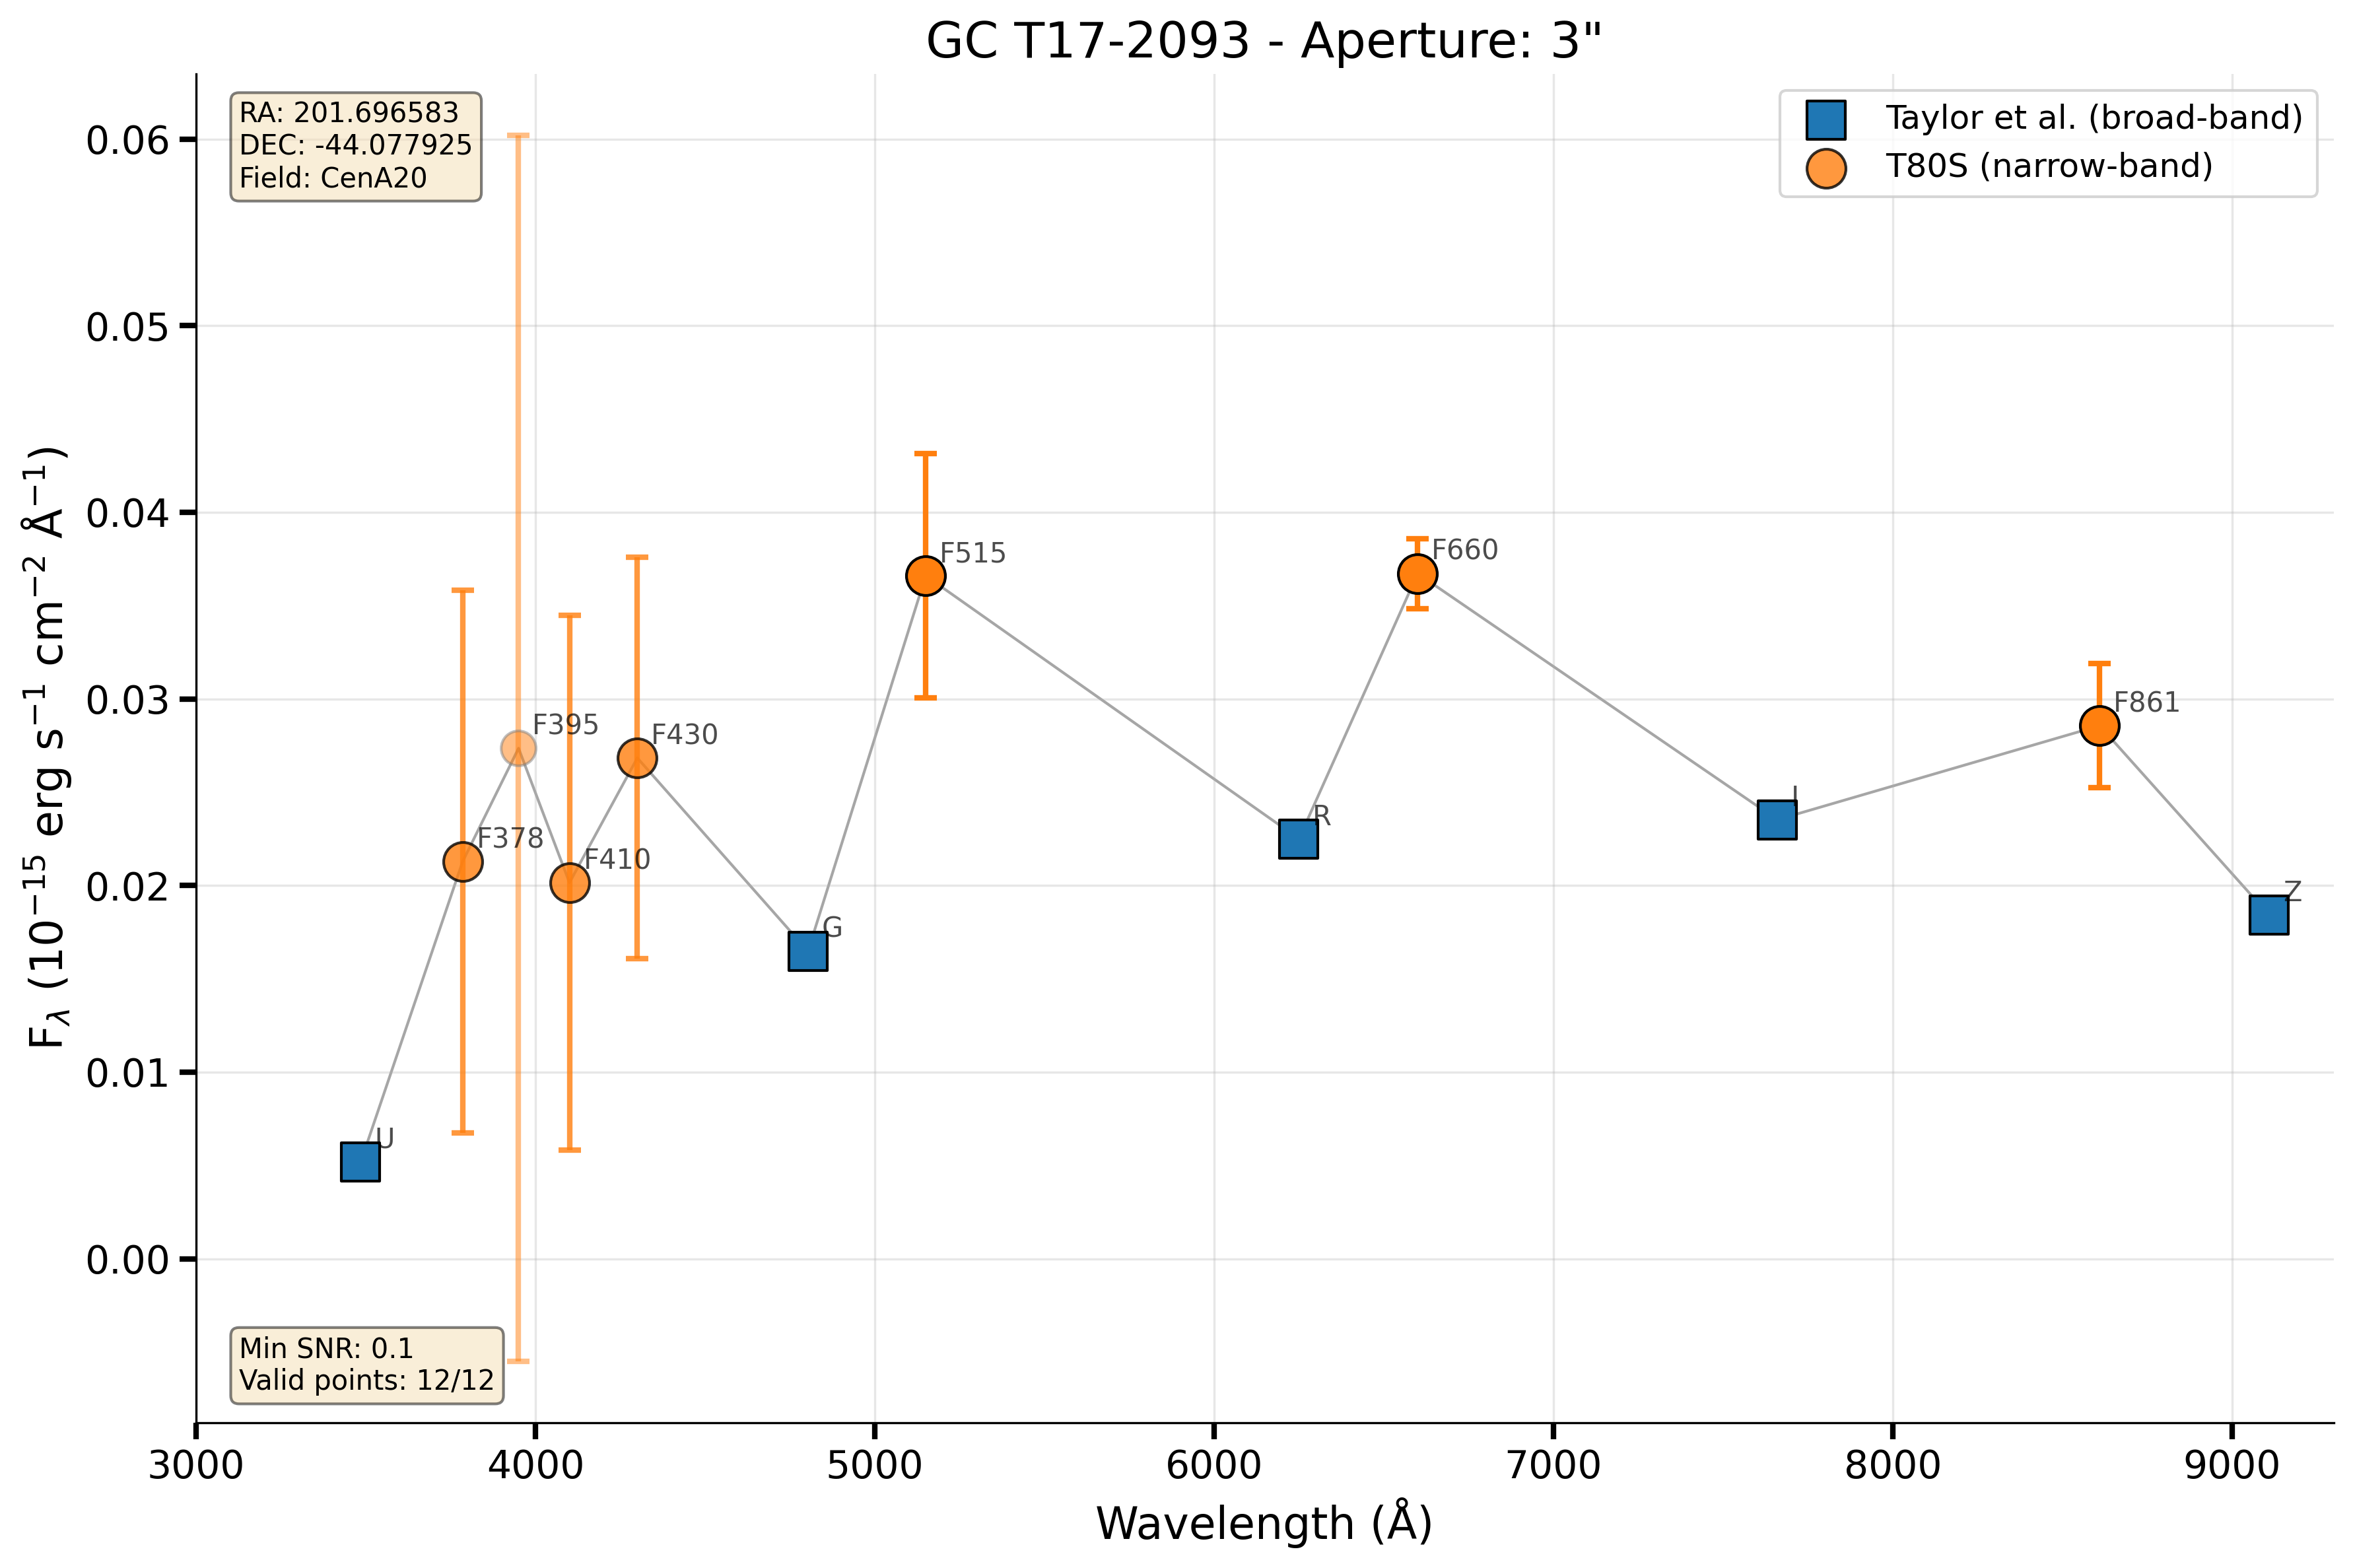 GC T17-2093 - Aperture: 3"
RA: 201.696583
DEC: -44.077925
Field: CenA20
Taylor et al. (broad-band)
T80S (narrow-band)
0.06
0.05
0.04
0.03
0.02
0.01
0.00
F_λ (10⁻¹⁵ erg s⁻¹ cm⁻² Å⁻¹)
U
F378
F395
F410
F430
G
F515
R
F660
I
F861
Z
Min SNR: 0.1
Valid points: 12/12
3000 4000 5000 6000 7000 8000 9000
Wavelength (Å)